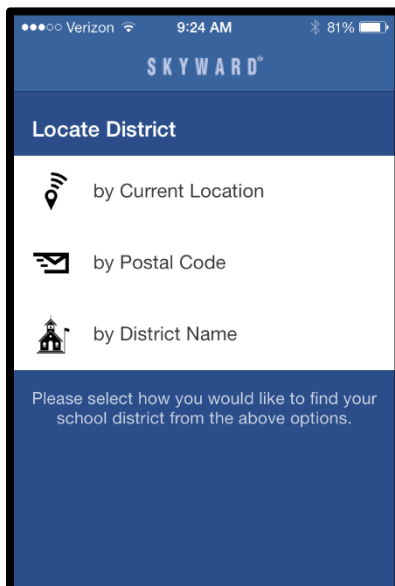 Verizon 9:24 AM 81%
SKYWARD®
Locate District
by Current Location
by Postal Code
by District Name
Please select how you would like to find your
school district from the above options.